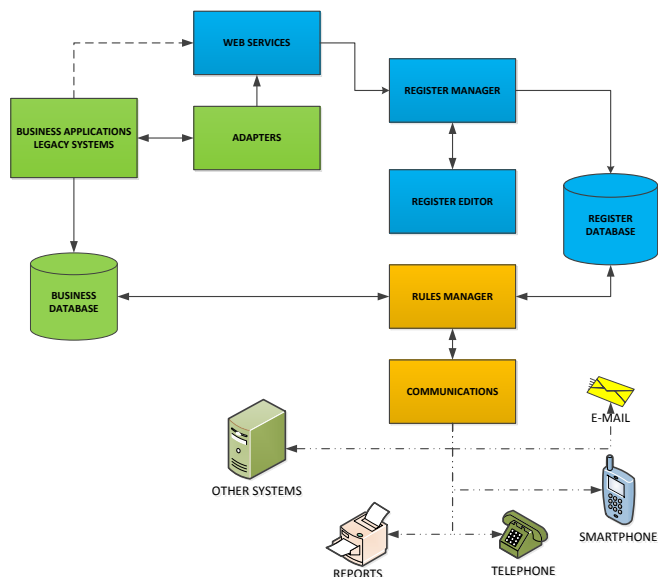 WEB SERVICES
REGISTER MANAGER
BUSINESS APPLICATIONS
LEGACY SYSTEMS
ADAPTERS
REGISTER EDITOR
REGISTER
DATABASE
BUSINESS
DATABASE
RULES MANAGER
COMMUNICATIONS
E-MAIL
OTHER SYSTEMS
SMARTPHONE
REPORTS
TELEPHONE